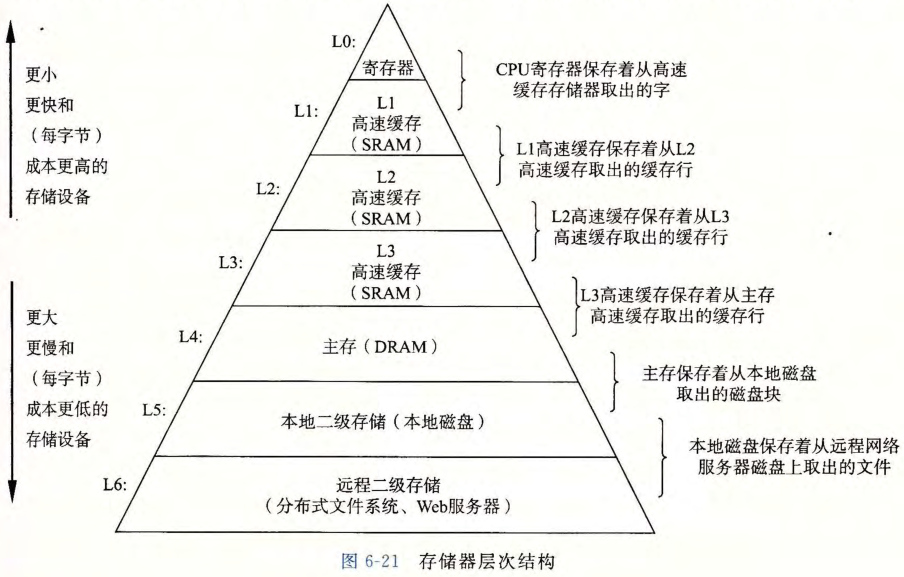 更小
更快和
（每字节）
成本更高的
存储设备
更大
更慢和
（每字节）
成本更低的
存储设备
L0:
寄存器
CPU寄存器保存着从高速
缓存存储器取出的字
L1:
L1
高速缓存
（SRAM）
L1高速缓存保存着从L2
高速缓存取出的缓存行
L2:
L2
高速缓存
（SRAM）
L2高速缓存保存着从L3
高速缓存取出的缓存行
L3:
L3
高速缓存
（SRAM）
L3高速缓存保存着从主存
高速缓存取出的缓存行
L4:
主存（DRAM）
主存保存着从本地磁盘
取出的磁盘块
L5:
本地二级存储（本地磁盘）
本地磁盘保存着从远程网络
服务器磁盘上取出的文件
L6:
远程二级存储
（分布式文件系统、Web服务器）
图 6-21 存储器层次结构